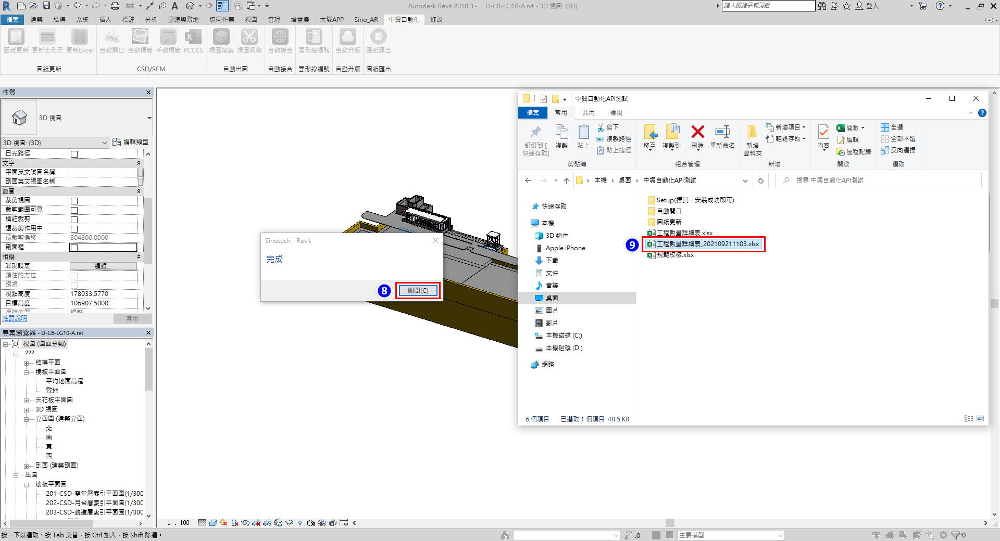 Autodesk Revit 2018.3 - D-CB-LG10-A.rvt - 3D 視圖: {3D}
鍵入關鍵字或詞組
登入
檔案 建築 結構 系統 插入 標註 分析 量體與敷地 協同作業 視圖 管理 增益集 大塚APP Sino_AR 中興自動化 修改
圖紙更新 更新比例尺 更新Excel 自動開口 自動標籤 手動標籤 PCCES 視圖複製 視圖搬移 自動接合 雲形線編號 自動升版 圖紙匯出
圖紙更新 CSD/SEM 自動出圖 自動接合 雲形線編號 自動升版 圖紙匯出
性質
3D 視圖
3D 視圖: {3D}
編輯類型
日光路徑
文字
平面英文試圖名稱
剖面英文視圖名稱
範圍
裁剪視圖
裁剪範圍可見
標註裁剪
遠裁剪作用中
遠裁剪偏移 304800.0000
剖面框
相機
彩現設定 編輯...
鎖住的方位
透視
視點高度 178033.5770
目標高度 106907.5000
相機位置 調整
性質說明 套用
專案瀏覽器 - D-CB-LG10-A.rvt
視圖 (圖面分類)
???
結構平面
樓板平面圖
平均地面高程
敷地
天花板平面圖
3D 視圖
立面圖 (建築立面)
北
南
東
西
剖面 (建築剖面)
出圖
樓板平面圖
201-CSD-穿堂層索引平面圖(1/300
202-CSD-月台層索引平面圖(1/300
203-CSD-軌道層索引平面圖(1/300
Sinotech - Revit
完成
8
關閉(C)
中興自動化API測試
檔案 常用 共用 檢視
釘選到 [
快速存取]
複製
貼上
剪下
複製路徑
貼上捷徑
剪貼簿
移至 複製到 刪除 重新命名
組合管理
新增
資料夾
新增項目
輕鬆存取
新增
內容
開啟
編輯
歷程記錄
開啟
全選
全部不選
反向選擇
選取
本機 桌面 中興自動化API測試
搜尋 中興自動化API測試
快速存取
本機
3D 物件
Apple iPhone
下載
文件
音樂
桌面
圖片
影片
本機磁碟 (C:)
本機磁碟 (D:)
網路
Setup(擇其一安裝成功即可)
自動開口
圖紙更新
工程數量詳細表.xlsx
9
工程數量詳細表_202109211103.xlsx
規範校核.xlsx
6 個項目 已選取 1 個項目 48.5 KB
1 : 100
按一下以選取、按 Tab 交替、按 Ctrl 加入、按 Shift 除選。
:0
主要模型
:0